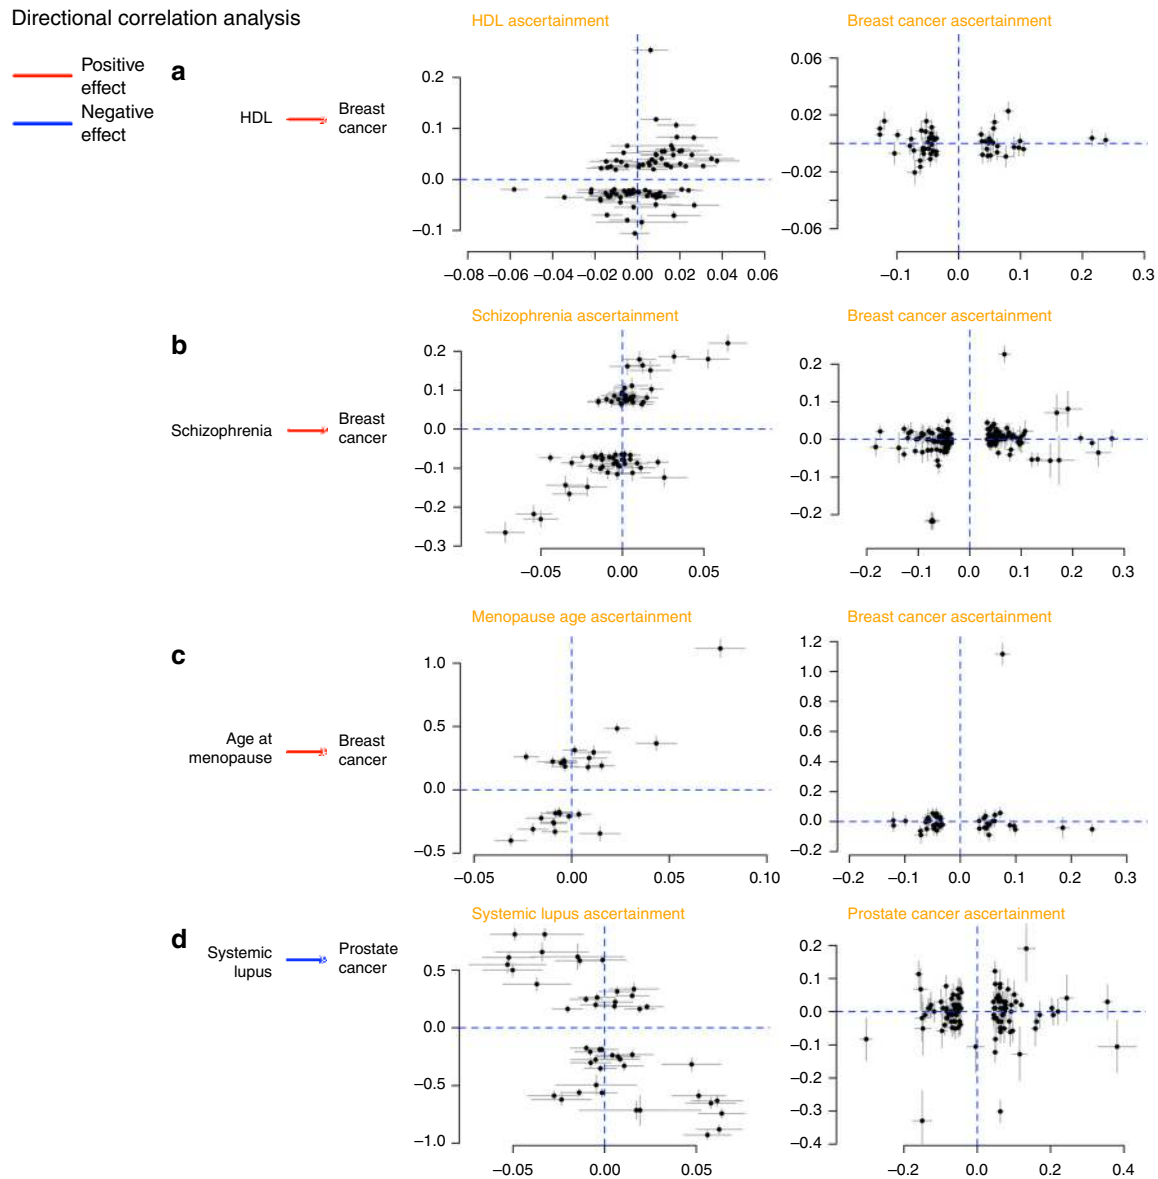 Directional correlation analysis
Positive effect
Negative effect
a
HDL
Breast cancer
HDL ascertainment
0.2
0.1
0.0
−0.1
−0.08 −0.06 −0.04 −0.02 0.00 0.02 0.04 0.06
Breast cancer ascertainment
0.06
0.02
−0.02
−0.06
−0.1 0.0 0.1 0.2 0.3
b
Schizophrenia
Breast cancer
Schizophrenia ascertainment
0.2
0.1
0.0
−0.1
−0.2
−0.3
−0.05 0.00 0.05
Breast cancer ascertainment
0.2
0.1
0.0
−0.2
−0.2 −0.1 0.0 0.1 0.2 0.3
c
Age at menopause
Breast cancer
Menopause age ascertainment
1.0
0.5
0.0
−0.5
−0.05 0.00 0.05 0.10
Breast cancer ascertainment
1.2
1.0
0.8
0.6
0.4
0.2
0.0
−0.2
−0.2 −0.1 0.0 0.1 0.2 0.3
d
Systemic lupus
Prostate cancer
Systemic lupus ascertainment
0.5
0.0
−0.5
−1.0
−0.05 0.00 0.05
Prostate cancer ascertainment
0.2
0.1
0.0
−0.1
−0.2
−0.3
−0.4
−0.2 0.0 0.2 0.4